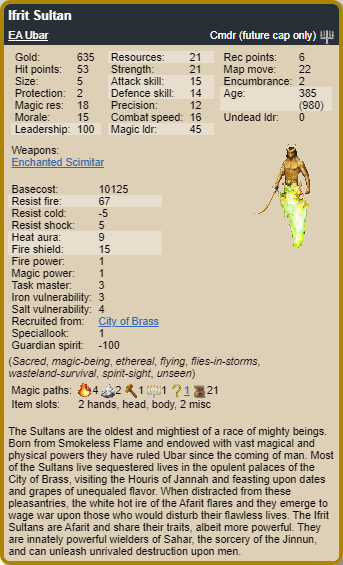 Ifrit Sultan
EA Ubar Cmdr (future cap only)
Gold: 635 Resources: 21 Rec points: 6
Hit points: 53 Strength: 21 Map move: 22
Size: 5 Attack skill: 15 Encumbrance: 2
Protection: 2 Defence skill: 14 Age: 385
Magic res: 18 Precision: 12 (980)
Morale: 15 Combat speed: 16 Undead ldr: 0
Leadership: 100 Magic ldr: 45
Weapons:
Enchanted Scimitar
Basecost: 10125
Resist fire: 67
Resist cold: -5
Resist shock: 5
Heat aura: 9
Fire shield: 15
Fire power: 1
Magic power: 1
Task master: 3
Iron vulnerability: 3
Salt vulnerability: 4
Recruited from: City of Brass
Speciallook: 1
Guardian spirit: -100
(Sacred, magic-being, ethereal, flying, flies-in-storms,
wasteland-survival, spirit-sight, unseen)
Magic paths: 4 2 1 1 ?1 21
Item slots: 2 hands, head, body, 2 misc
The Sultans are the oldest and mightiest of a race of mighty beings.
Born from Smokeless Flame and endowed with vast magical and
physical powers they have ruled Ubar since the coming of man. Most
of the Sultans live sequestered lives in the opulent palaces of the
City of Brass, visiting the Houris of Jannah and feasting upon dates
and grapes of unequaled flavor. When distracted from these
pleasantries, the white hot ire of the Afarit flares and they emerge to
wage war upon those who would disturb their flawless lives. The Ifrit
Sultans are Afarit and share their traits, albeit more powerful. They
are innately powerful wielders of Sahar, the sorcery of the Jinnun,
and can unleash unrivaled destruction upon men.